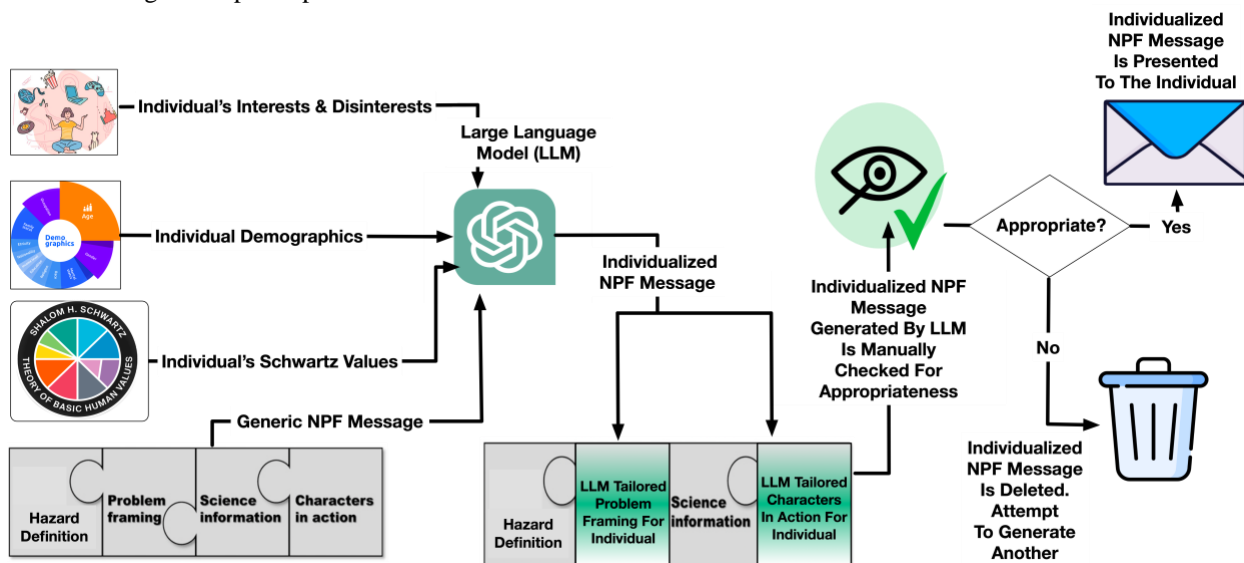 Individual's Interests & Disinterests
Large Language
Model (LLM)
Age
Demo
graphics
Individual Demographics
SHALOM H. SCHWARTZ
THEORY OF BASIC HUMAN VALUES
Individual's Schwartz Values
Generic NPF Message
Hazard
Definition
Problem
framing
Science
information
Characters
in action
Individualized
NPF Message
Hazard
Definition
LLM Tailored
Problem
Framing For
Individual
Science
information
LLM Tailored
Characters
In Action For
Individual
Individualized NPF
Message
Generated By LLM
Is Manually
Checked For
Appropriateness
Appropriate?
Yes
Individualized
NPF Message
Is Presented
To The Individual
No
Individualized
NPF Message
Is Deleted.
Attempt
To Generate
Another